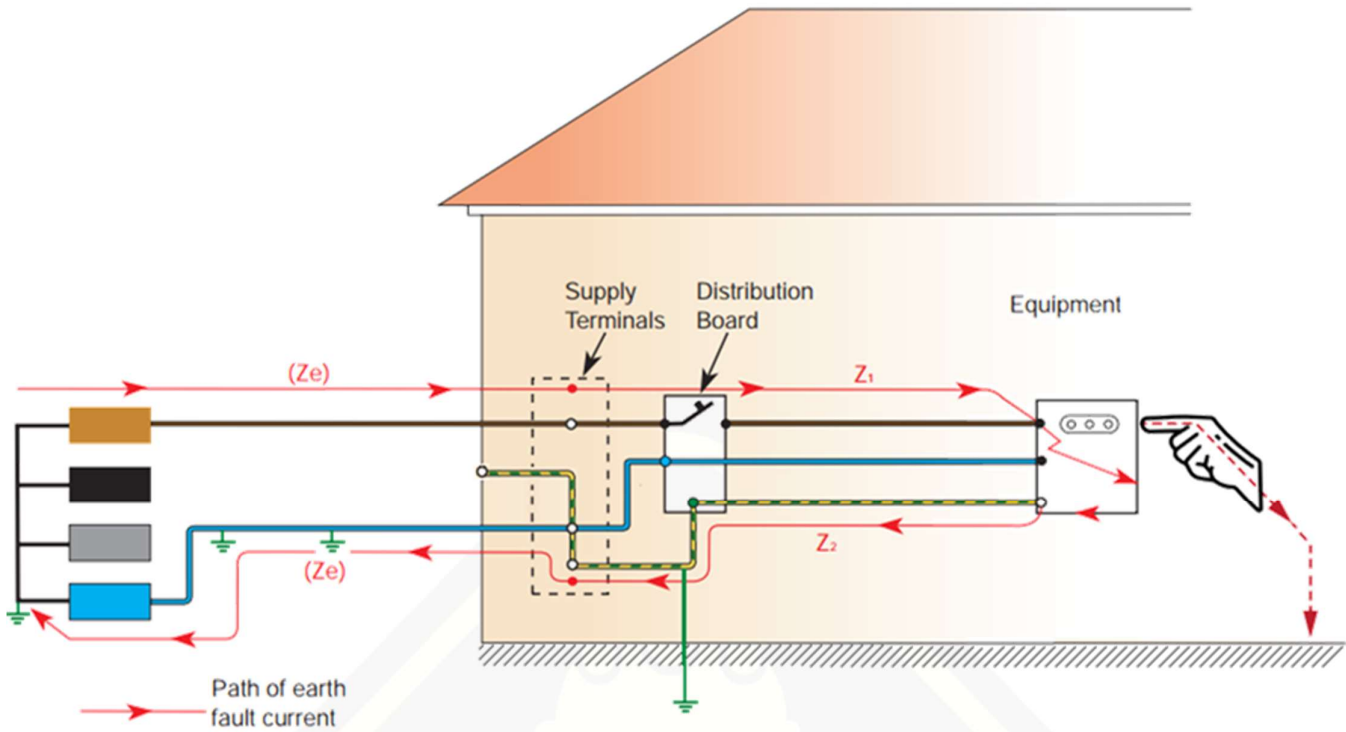 Supply
Terminals
Distribution
Board
Equipment
(Ze)
Z₁
Z₂
(Ze)
Path of earth
fault current